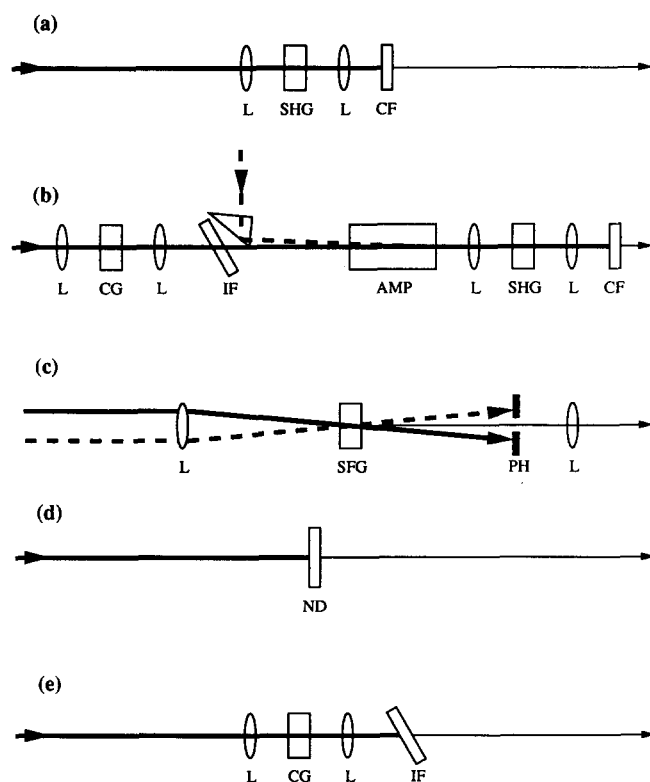 (a)
L SHG L CF
(b)
L CG L IF AMP L SHG L CF
(c)
L SFG PH L
(d)
ND
(e)
L CG L IF